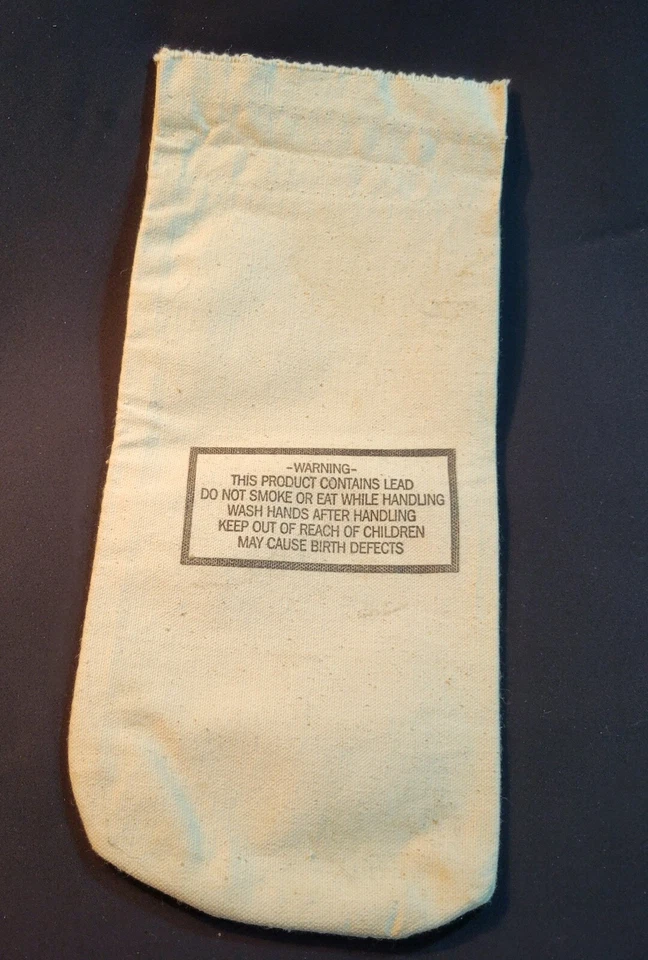 -WARNING-
THIS PRODUCT CONTAINS LEAD
DO NOT SMOKE OR EAT WHILE HANDLING
WASH HANDS AFTER HANDLING
KEEP OUT OF REACH OF CHILDREN
MAY CAUSE BIRTH DEFECTS